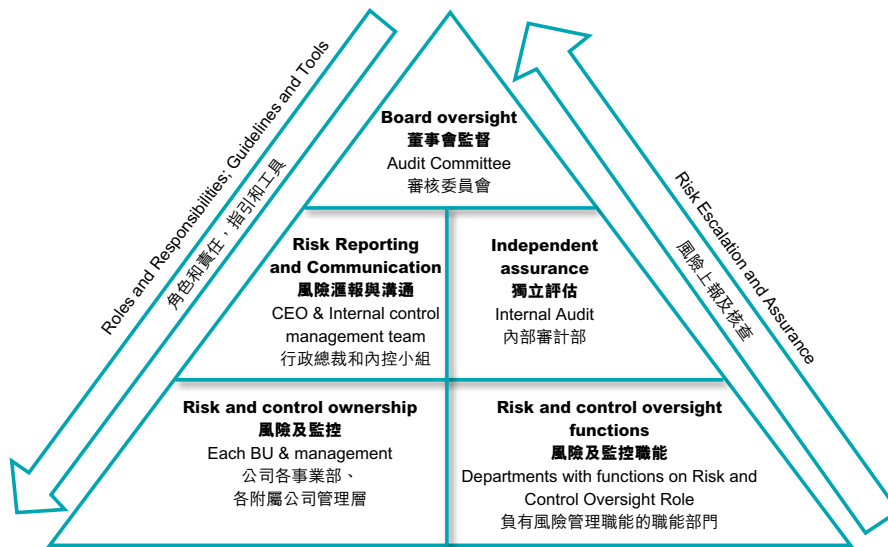 Roles and Responsibilities; Guidelines and Tools
角色和責任，指引和工具
Board oversight
董事會監督
Audit Committee
審核委員會
Risk Escalation and Assurance
風險上報及核查
Risk Reporting
and Communication
風險滙報與溝通
CEO & Internal control
management team
行政總裁和內控小組
Independent
assurance
獨立評估
Internal Audit
內部審計部
Risk and control ownership
風險及監控
Each BU & management
公司各事業部、
各附屬公司管理層
Risk and control oversight
functions
風險及監控職能
Departments with functions on Risk and
Control Oversight Role
負有風險管理職能的職能部門